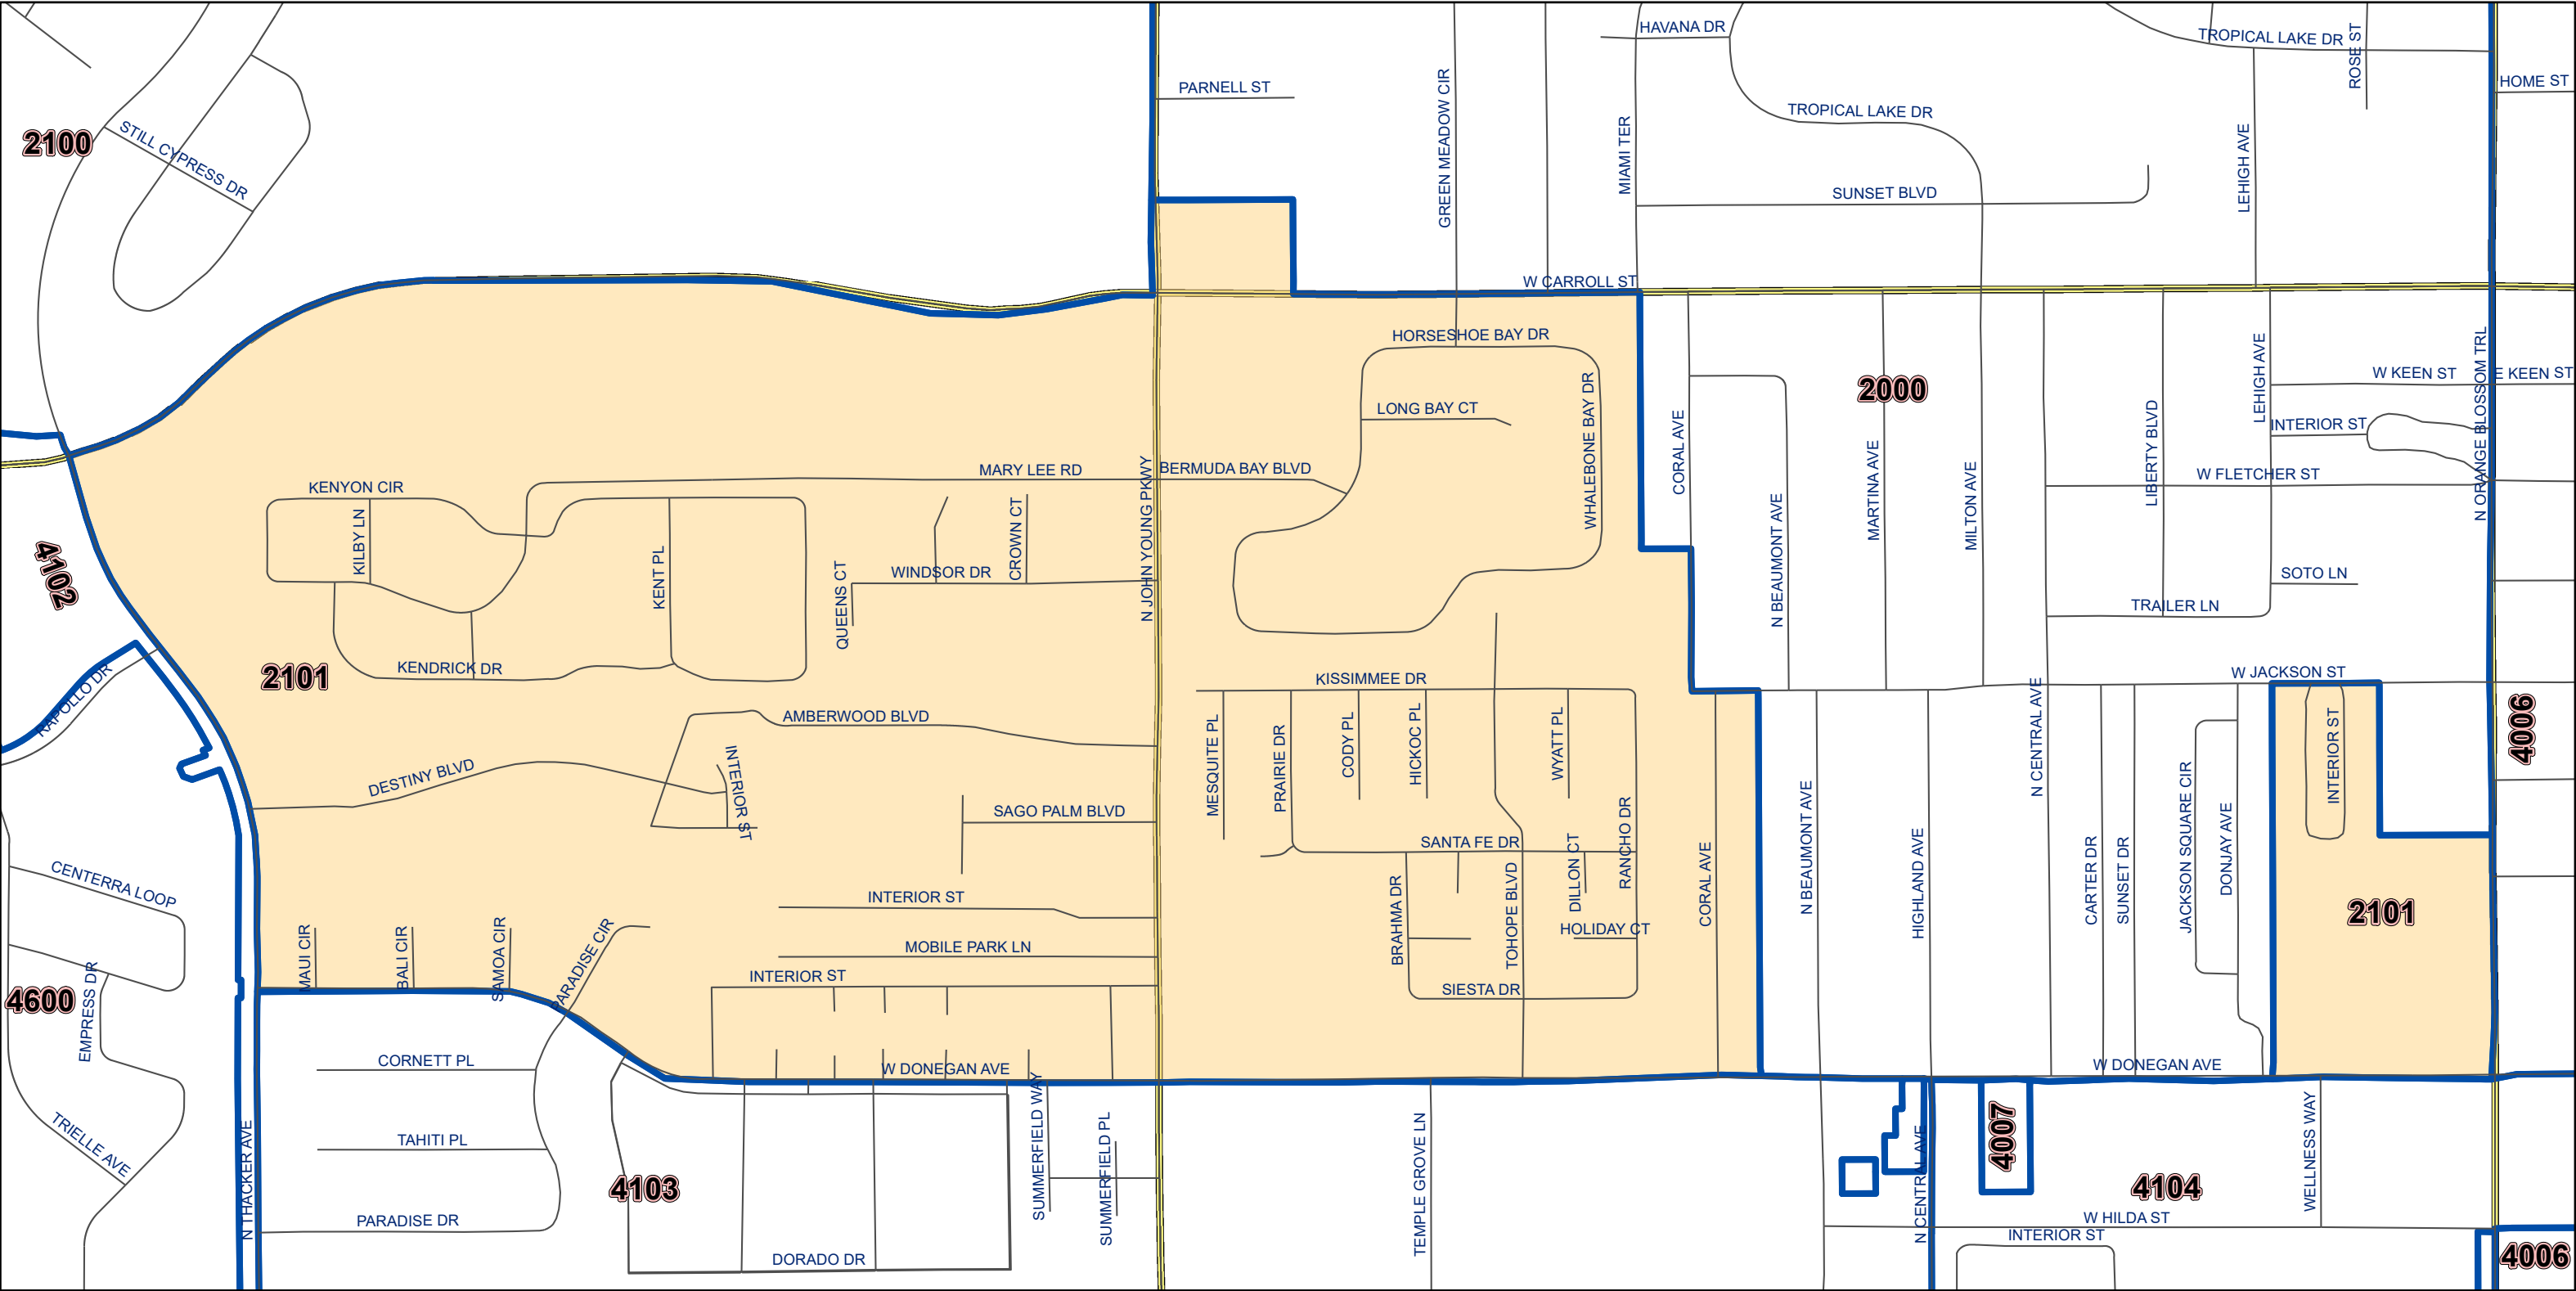 HAVANA DR
TROPICAL LAKE DR
ROSE ST
HOME ST
PARNELL ST
GREEN MEADOW CIR
MIAMI TER
TROPICAL LAKE DR
LEHIGH AVE
2100
STILL CYPRESS DR
SUNSET BLVD
W CARROLL ST
HORSESHOE BAY DR
LONG BAY CT
WHALEBONE BAY DR
CORAL AVE
2000
LEHIGH AVE
W KEEN ST
E KEEN ST
N ORANGE BLOSSOM TRL
INTERIOR ST
W FLETCHER ST
LIBERTY BLVD
MARTINA AVE
MILTON AVE
N BEAUMONT AVE
MARY LEE RD
BERMUDA BAY BLVD
N JOHN YOUNG PKWY
KENYON CIR
KILBY LN
KENT PL
QUEENS CT
WINDSOR DR
CROWN CT
SOTO LN
TRAILER LN
4102
KAPOLLO DR
2101
KENDRICK DR
KISSIMMEE DR
W JACKSON ST
N CENTRAL AVE
4006
AMBERWOOD BLVD
INTERIOR ST
DESTINY BLVD
MESQUITE PL
PRAIRIE DR
CODY PL
HICKOC PL
WYATT PL
INTERIOR ST
SAGO PALM BLVD
SANTA FE DR
DILLON CT
RANCHO DR
CORAL AVE
N BEAUMONT AVE
HIGHLAND AVE
CARTER DR
SUNSET DR
JACKSON SQUARE CIR
DONJAY AVE
2101
CENTERRA LOOP
INTERIOR ST
BRAHMA DR
TOHOPE BLVD
HOLIDAY CT
MAUI CIR
BALI CIR
SAMOA CIR
PARADISE CIR
MOBILE PARK LN
INTERIOR ST
SIESTA DR
4600
EMPRESS DR
CORNETT PL
W DONEGAN AVE
W DONEGAN AVE
TRIELLE AVE
N THACKER AVE
TAHITI PL
SUMMERFIELD WAY
SUMMERFIELD PL
TEMPLE GROVE LN
N CENTRAL AVE
4007
WELLNESS WAY
4103
4104
PARADISE DR
W HILDA ST
INTERIOR ST
DORADO DR
4006